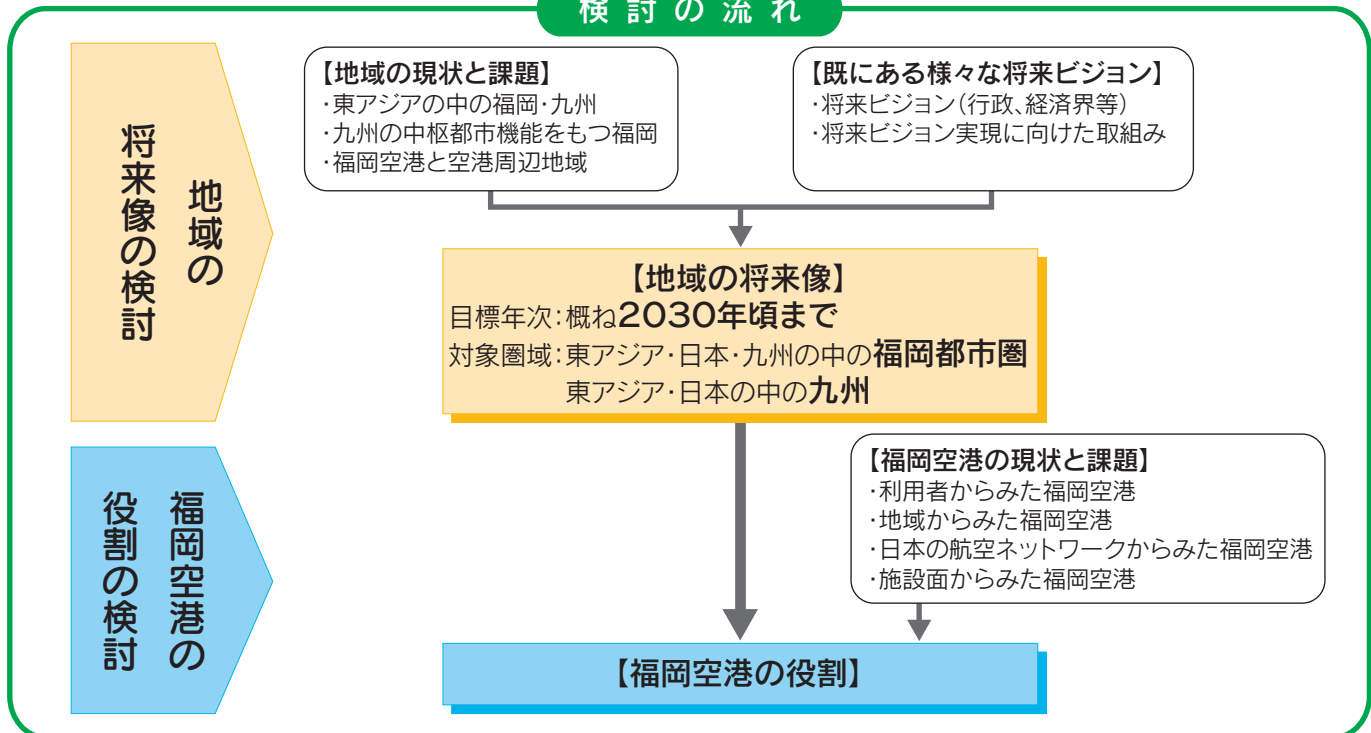 検討の流れ
地域の
将来像の検討
【地域の現状と課題】
・東アジアの中の福岡・九州
・九州の中枢都市機能をもつ福岡
・福岡空港と空港周辺地域
【既にある様々な将来ビジョン】
・将来ビジョン(行政、経済界等)
・将来ビジョン実現に向けた取組み
【地域の将来像】
目標年次:概ね2030年頃まで
対象圏域:東アジア・日本・九州の中の福岡都市圏
東アジア・日本の中の九州
福岡空港の
役割の検討
【福岡空港の現状と課題】
・利用者からみた福岡空港
・地域からみた福岡空港
・日本の航空ネットワークからみた福岡空港
・施設面からみた福岡空港
【福岡空港の役割】